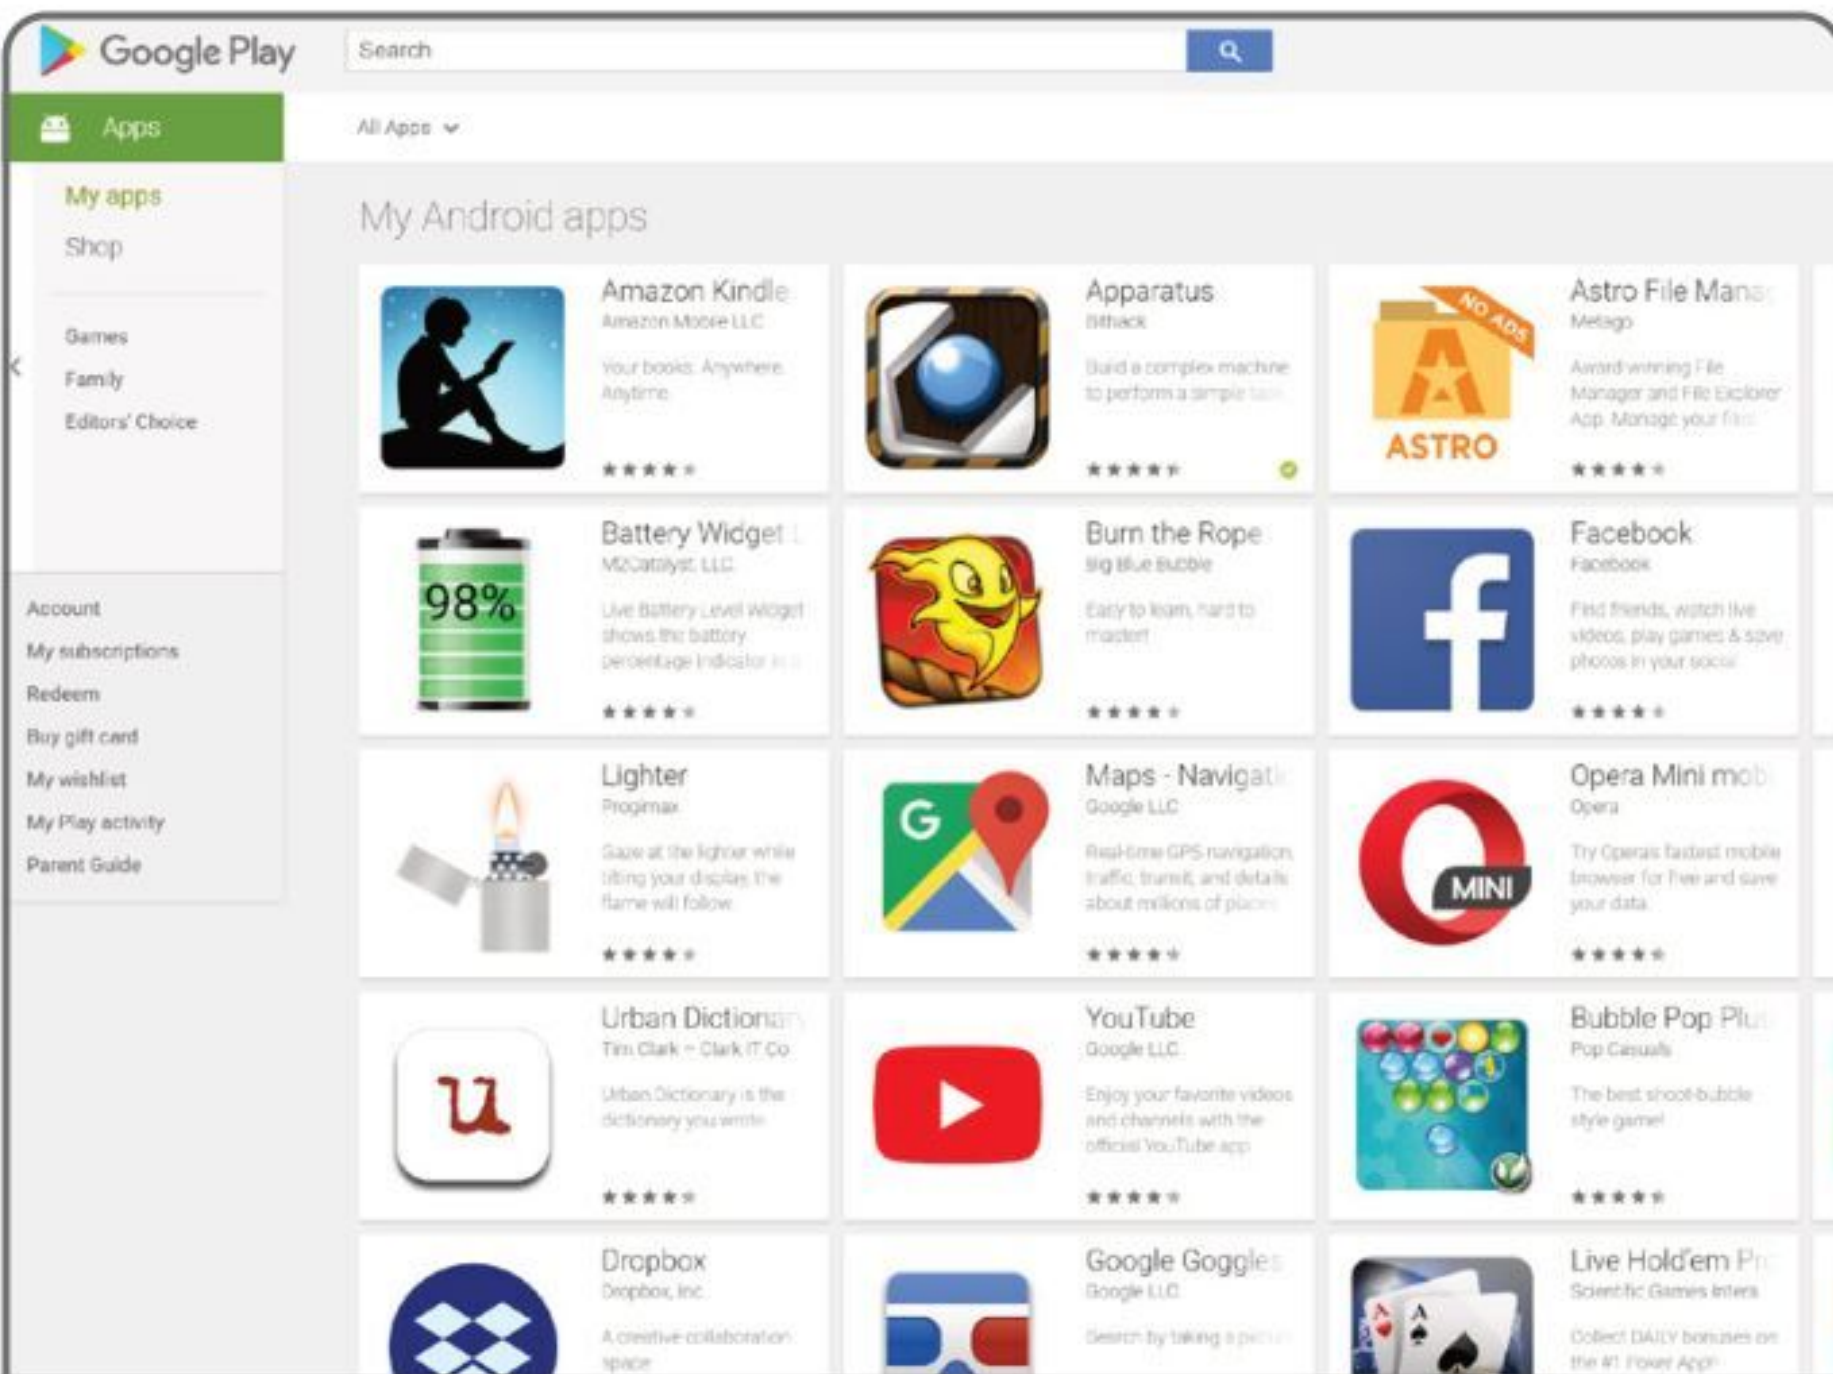 Google Play
Search
Apps
All Apps
My apps
Shop
Games
Family
Editors' Choice
Account
My subscriptions
Redeem
Buy gift card
My wishlist
My Play activity
Parent Guide
My Android apps
Amazon Kindle
Amazon Mobile LLC
Your books. Anywhere.
Anytime.
Apparatus
Bithack
Build a complex machine
to perform a simple task
NO ADS
ASTRO
Astro File Manag
Metago
Award-winning File
Manager and File Explorer
App. Manage your files
98%
Battery Widget
M2Catalyst, LLC
Live Battery Level Widget
shows the battery
percentage indicator in
Burn the Rope
Big Blue Bubble
Easy to learn, hard to
master!
Facebook
Facebook
Find friends, watch live
videos, play games & save
photos in your social
Lighter
Progimax
Gaze at the lighter while
tilting your display, the
flame will follow.
G
Maps - Navigati
Google LLC
Real-time GPS navigation,
traffic, transit, and details
about millions of places
MINI
Opera Mini mob
Opera
Try Opera's fastest mobile
browser for free and save
your data.
u
Urban Dictionary
Tim Clark – Clark IT Co
Urban Dictionary is the
dictionary you wrote.
YouTube
Google LLC
Enjoy your favorite videos
and channels with the
official YouTube app
Bubble Pop Plus
Pop Casuals
The best shoot-bubble
style game!
Dropbox
Dropbox, Inc.
A creative collaboration
space
Google Goggles
Google LLC
Search by taking a
A
A
Live Hold'em Pr
Scientific Games Intera
Collect DAILY bonuses on
the #1 Poker App!